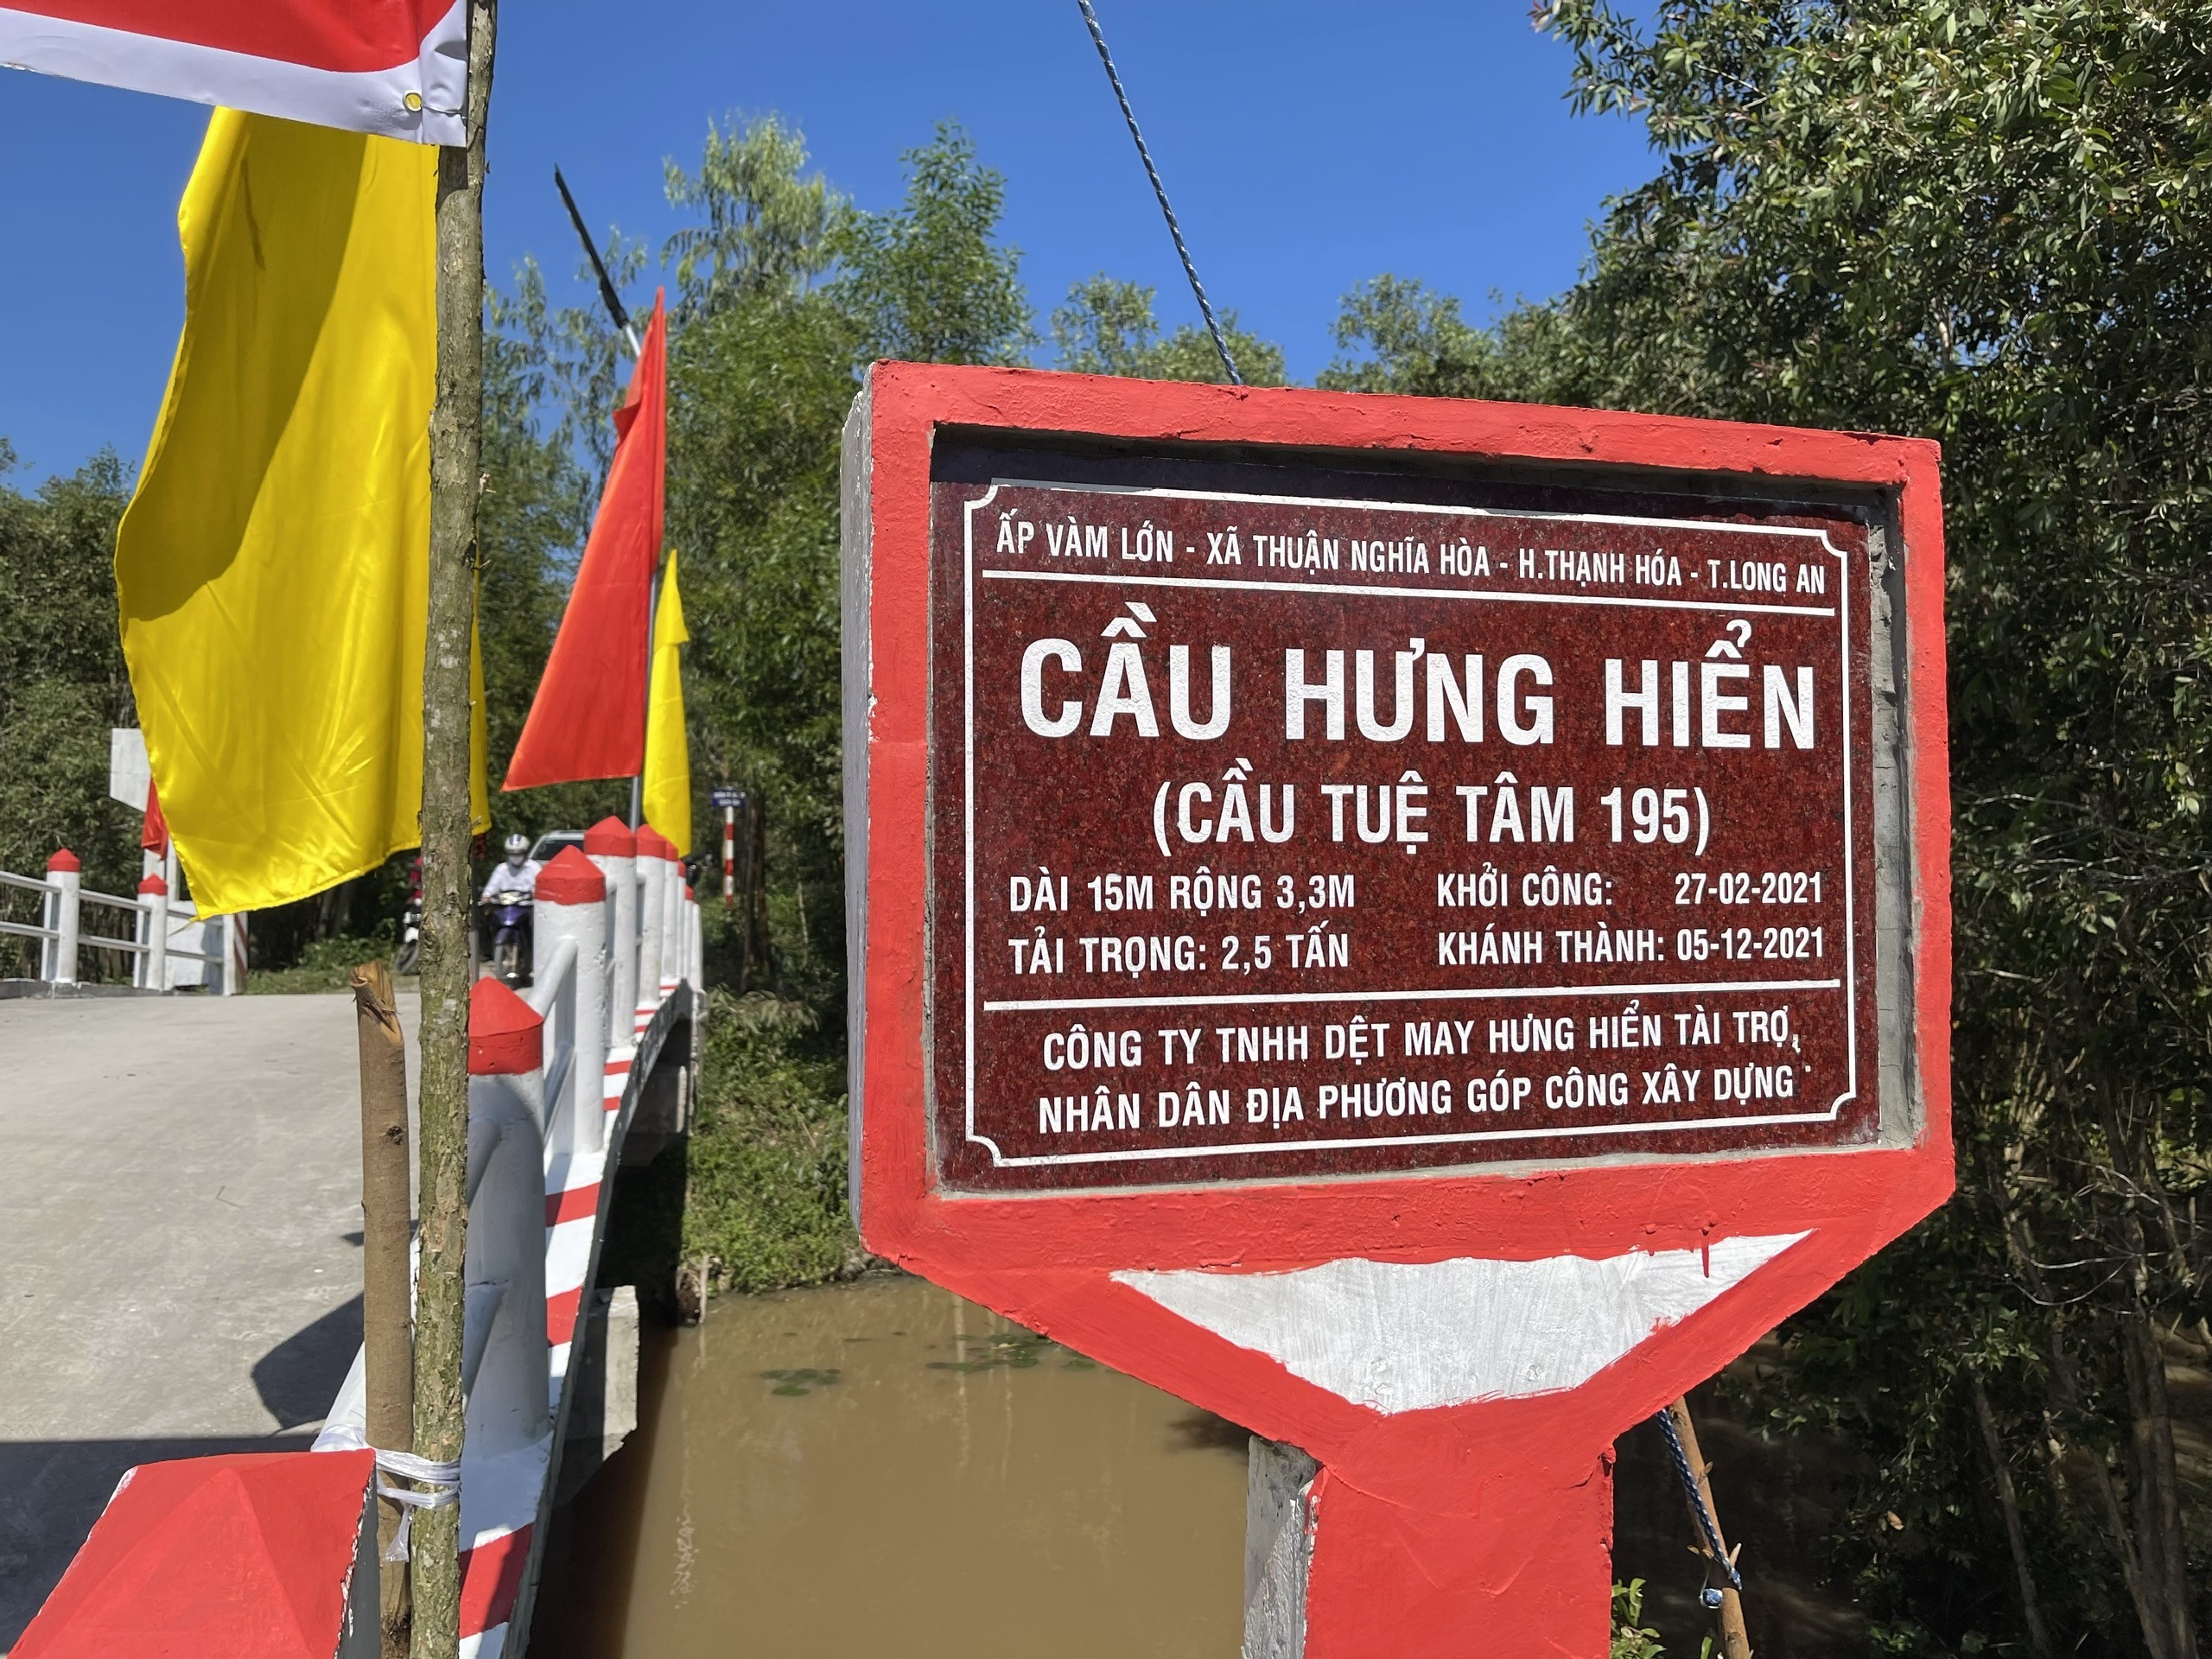 ẤP VÀM LỚN - XÃ THUẬN NGHĨA HÒA - H.THẠNH HÓA - T.LONG AN
CẦU HƯNG HIỂN
(CẦU TUỆ TÂM 195)
DÀI 15M RỘNG 3,3M KHỞI CÔNG: 27-02-2021
TẢI TRỌNG: 2,5 TẤN KHÁNH THÀNH: 05-12-2021
CÔNG TY TNHH DỆT MAY HƯNG HIỂN TÀI TRỢ,
NHÂN DÂN ĐỊA PHƯƠNG GÓP CÔNG XÂY DỰNG